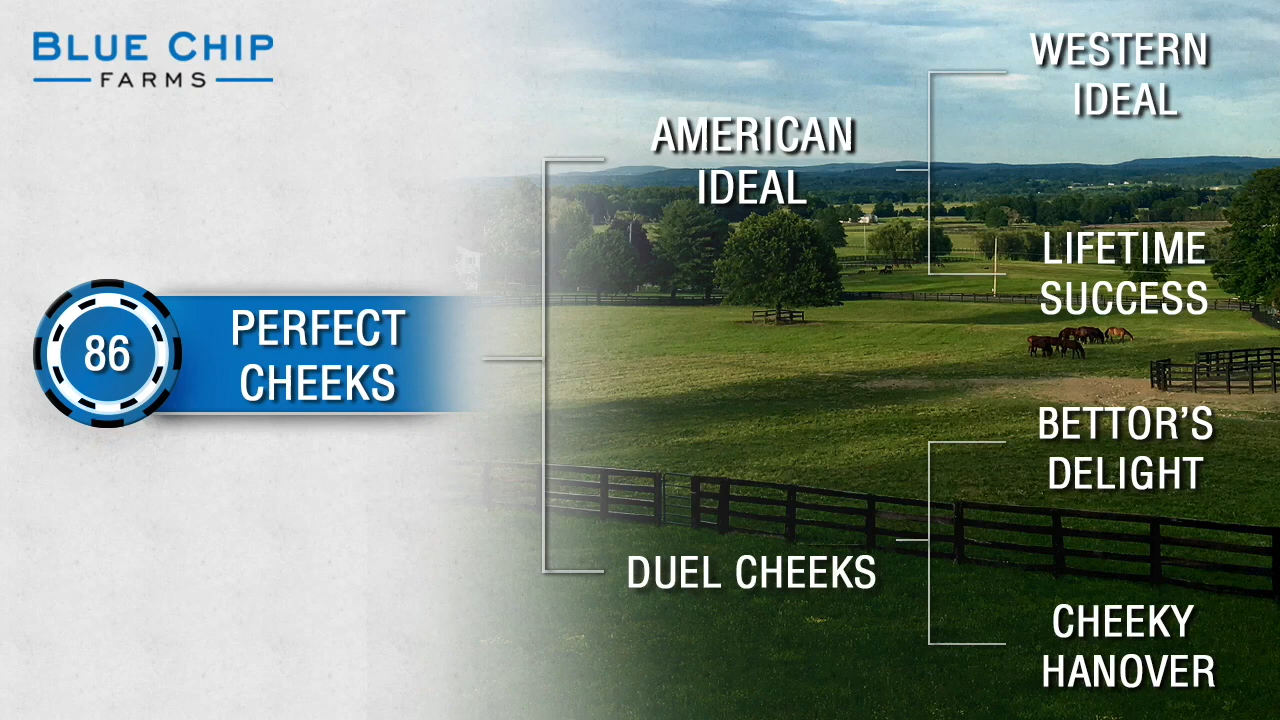 BLUE CHIP
FARMS
86
PERFECT
CHEEKS
AMERICAN
IDEAL
DUEL CHEEKS
WESTERN
IDEAL
LIFETIME
SUCCESS
BETTOR’S
DELIGHT
CHEEKY
HANOVER